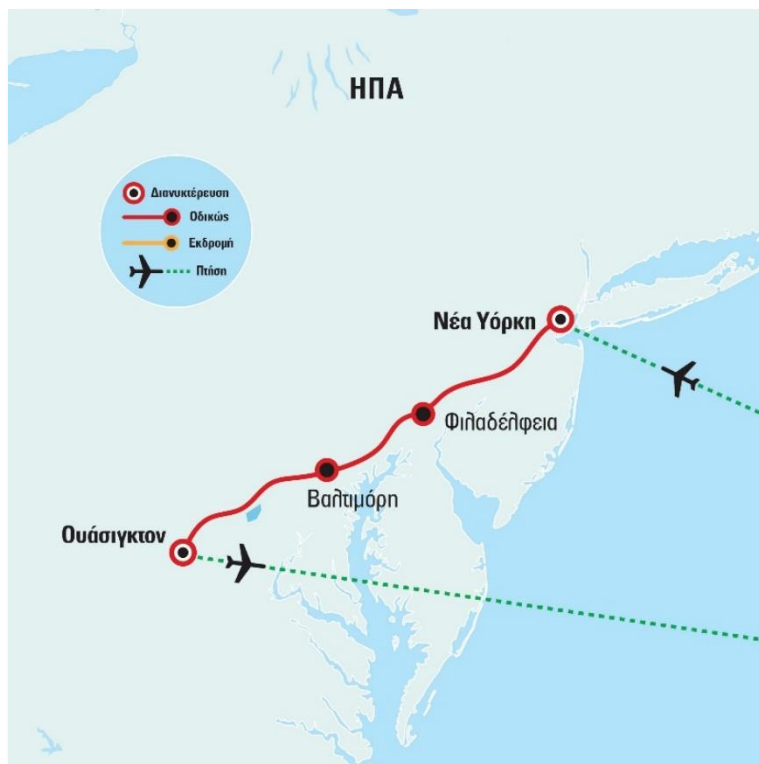 ΗΠΑ
Διανυκτέρευση
Οδικώς
Εκδρομή
Πτήση
Νέα Υόρκη
Φιλαδέλφεια
Βαλτιμόρη
Ουάσιγκτον